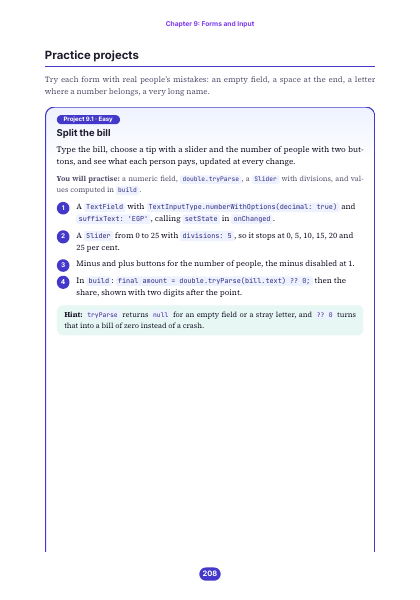 Chapter 9: Forms and Input
Practice projects
Try each form with real people's mistakes: an empty field, a space at the end, a letter
where a number belongs, a very long name.
Project 9.1 · Easy
Split the bill
Type the bill, choose a tip with a slider and the number of people with two but-
tons, and see what each person pays, updated at every change.
You will practise: a numeric field, double.tryParse, a Slider with divisions, and val-
ues computed in build.
1 A TextField with TextInputType.numberWithOptions(decimal: true) and
suffixText: 'EGP', calling setState in onChanged.
2 A Slider from 0 to 25 with divisions: 5, so it stops at 0, 5, 10, 15, 20 and
25 per cent.
3 Minus and plus buttons for the number of people, the minus disabled at 1.
4 In build: final amount = double.tryParse(bill.text) ?? 0; then the
share, shown with two digits after the point.
Hint: tryParse returns null for an empty field or a stray letter, and ?? 0 turns
that into a bill of zero instead of a crash.
208